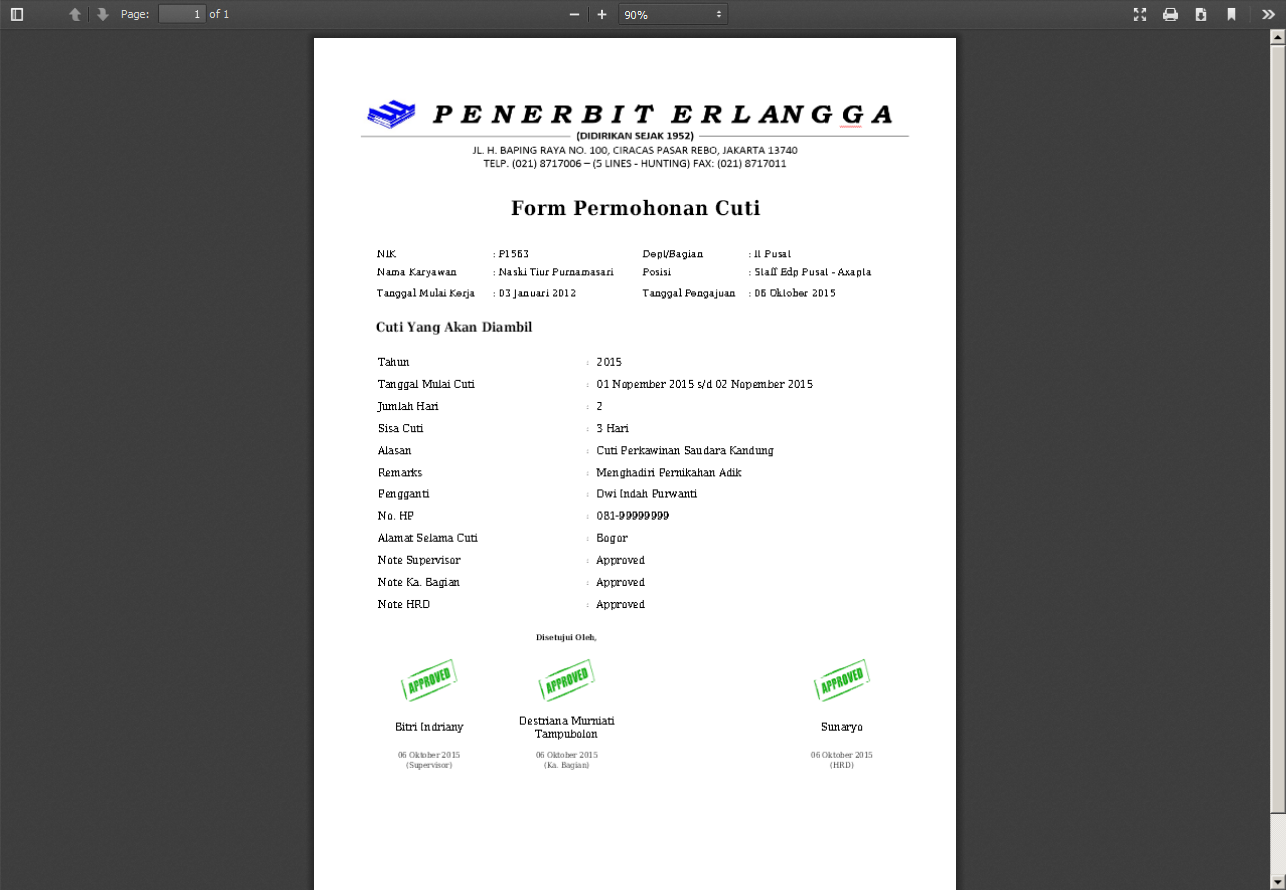 Page: 1 of 1 90%
PENERBIT ERLANGGA
(DIDIRIKAN SEJAK 1952)
JL. H. BAPING RAYA NO. 100, CIRACAS PASAR REBO, JAKARTA 13740
TELP. (021) 8717006 – (5 LINES - HUNTING) FAX: (021) 8717011
Form Permohonan Cuti
NIK : P1563 Dept/Bagian : It Pusat
Nama Karyawan : Naski Tiur Purnamasari Posisi : Staff Edp Pusat - Axapta
Tanggal Mulai Kerja : 03 Januari 2012 Tanggal Pengajuan : 06 Oktober 2015
Cuti Yang Akan Diambil
Tahun : 2015
Tanggal Mulai Cuti : 01 Nopember 2015 s/d 02 Nopember 2015
Jumlah Hari : 2
Sisa Cuti : 3 Hari
Alasan : Cuti Perkawinan Saudara Kandung
Remarks : Menghadiri Pernikahan Adik
Pengganti : Dwi Indah Purwanti
No. HP : 081-99999999
Alamat Selama Cuti : Bogor
Note Supervisor : Approved
Note Ka. Bagian : Approved
Note HRD : Approved
Disetujui Oleh,
APPROVED APPROVED APPROVED
Bitri Indriany Destriana Murniati Sunaryo
Tampubolon
06 Oktober 2015 06 Oktober 2015 06 Oktober 2015
(Supervisor) (Ka. Bagian) (HRD)